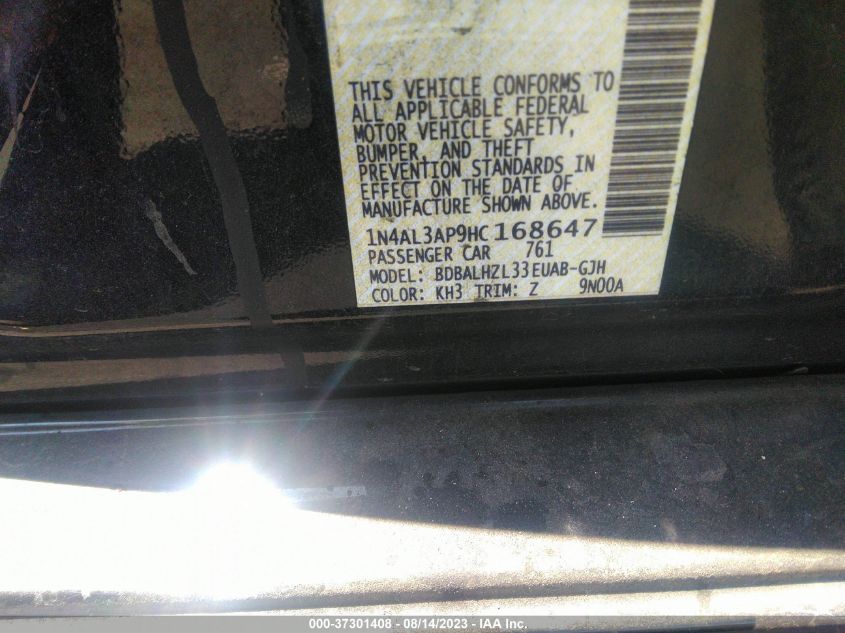 THIS VEHICLE CONFORMS TO
ALL APPLICABLE FEDERAL
MOTOR VEHICLE SAFETY,
BUMPER, AND THEFT
PREVENTION STANDARDS IN
EFFECT ON THE DATE OF
MANUFACTURE SHOWN ABOVE.
1N4AL3AP9HC168647
PASSENGER CAR 761
MODEL: BDBALHZL33EUAB-GJH
COLOR: KH3 TRIM: Z 9N00A
000-37301408 - 08/14/2023 - IAA Inc.